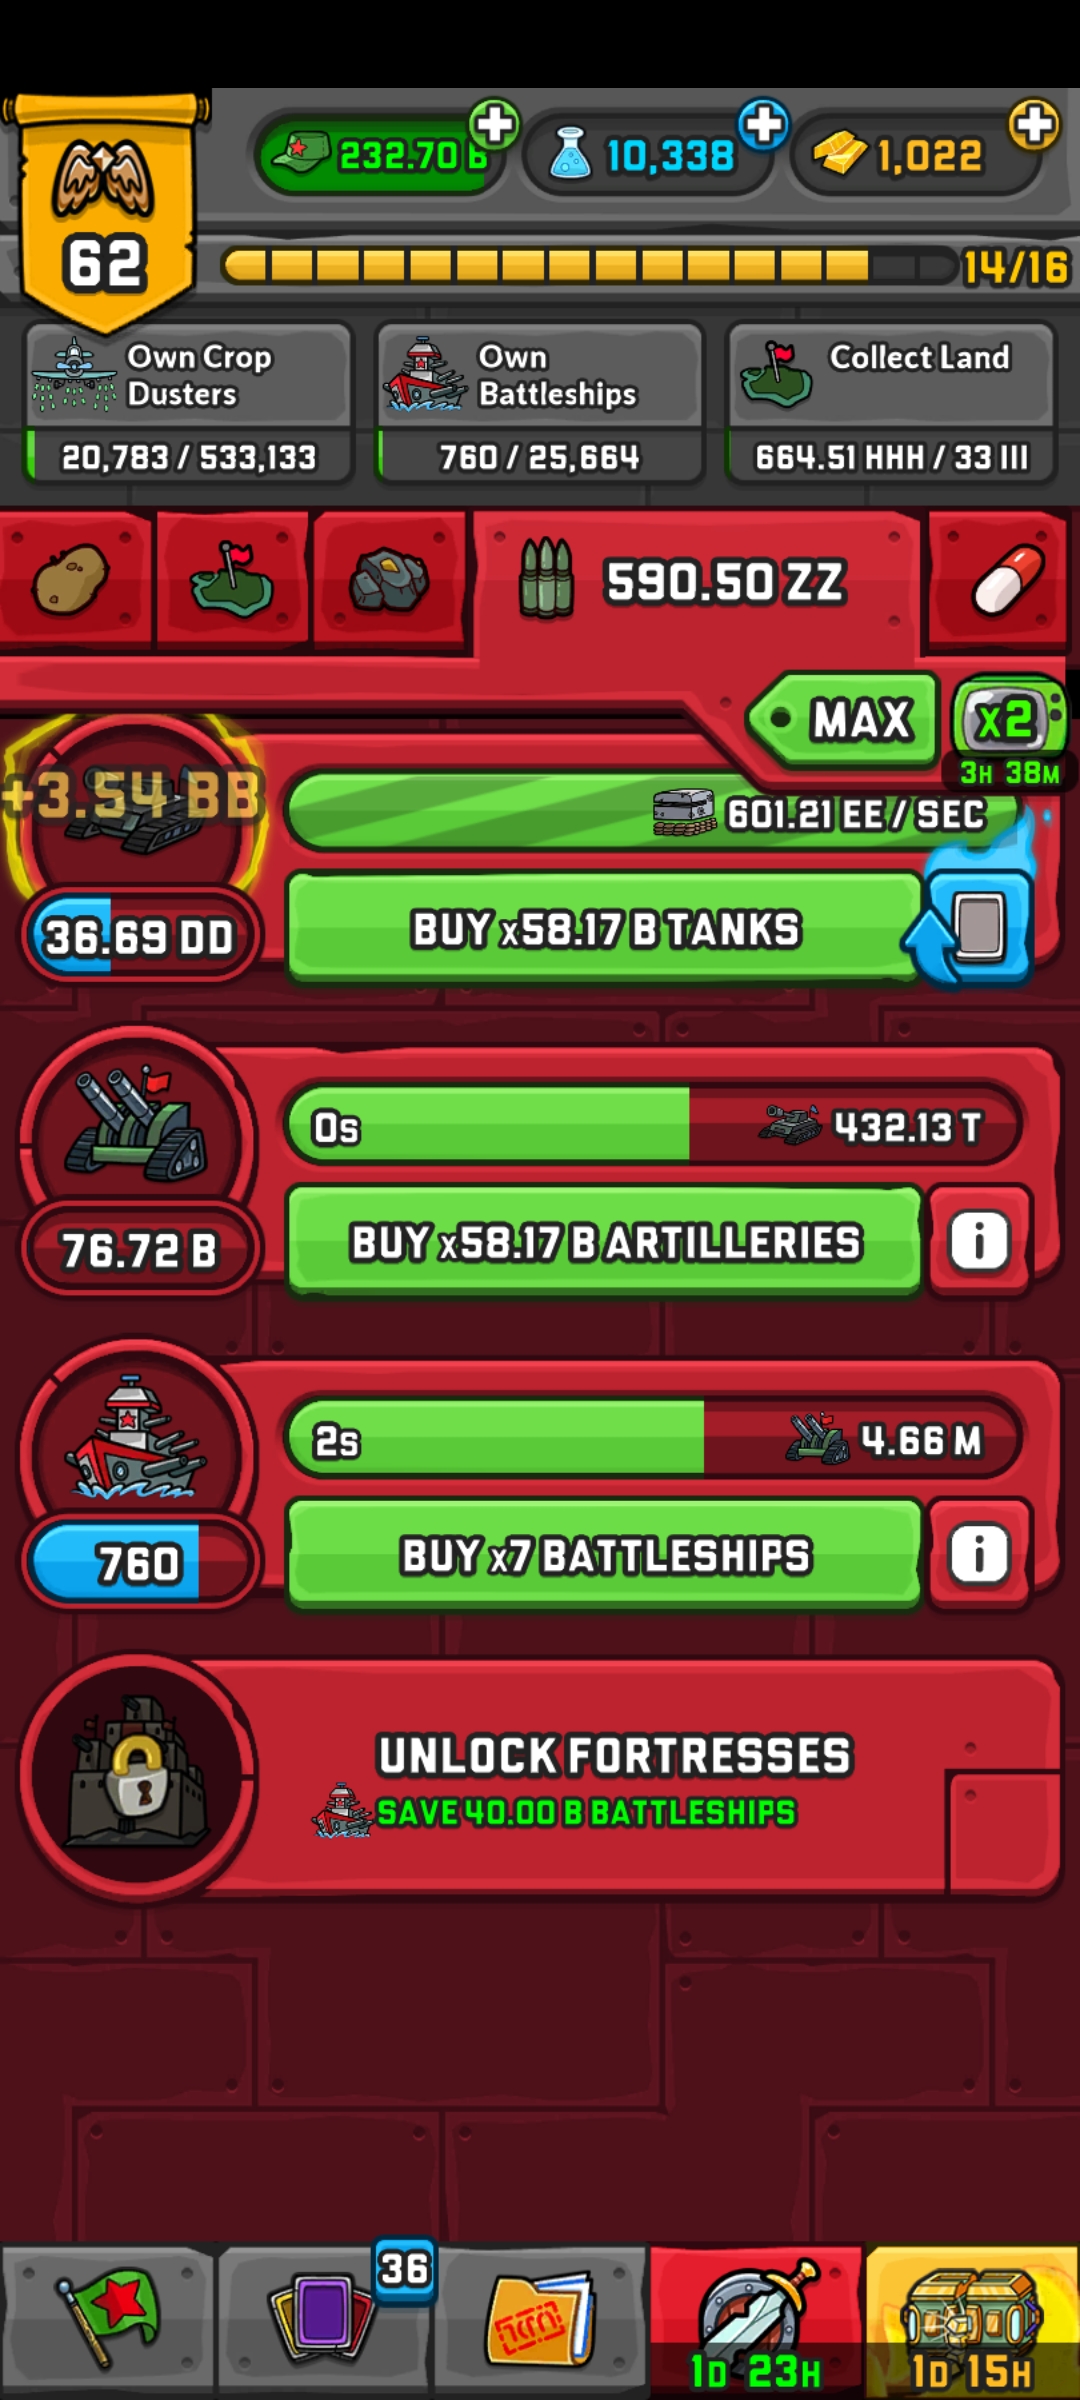 232.70 B
10,338
1,022
62
14/16
Own Crop
Dusters
20,783 / 533,133
Own
Battleships
760 / 25,664
Collect Land
664.51 HHH / 33 III
590.50 ZZ
MAX
x2
3H 38M
+3.54 BB
601.21 EE / SEC
36.69 DD
BUY x58.17 B TANKS
0s
432.13 T
76.72 B
BUY x58.17 B ARTILLERIES
i
2s
4.66 M
760
BUY x7 BATTLESHIPS
i
UNLOCK FORTRESSES
SAVE 40.00 B BATTLESHIPS
36
1D 23H
1D 15H